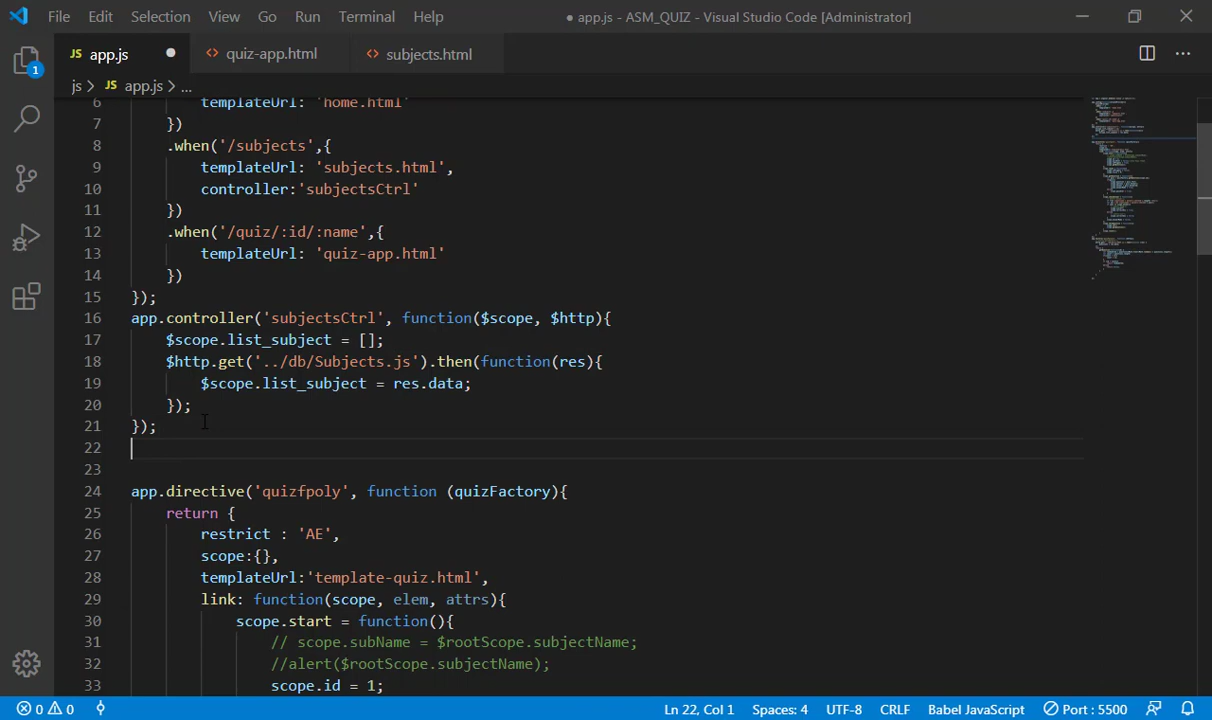 File Edit Selection View Go Run Terminal Help
● app.js - ASM_QUIZ - Visual Studio Code [Administrator]
JS app.js ● <> quiz-app.html <> subjects.html
1
js > JS app.js > ...
6 templateUrl: 'home.html'
7 })
8 .when('/subjects',{
9 templateUrl: 'subjects.html',
10 controller:'subjectsCtrl'
11 })
12 .when('/quiz/:id/:name',{
13 templateUrl: 'quiz-app.html'
14 })
15 });
16 app.controller('subjectsCtrl', function($scope, $http){
17 $scope.list_subject = [];
18 $http.get('../db/Subjects.js').then(function(res){
19 $scope.list_subject = res.data;
20 });
21 });
22
23
24 app.directive('quizfpoly', function (quizFactory){
25 return {
26 restrict : 'AE',
27 scope:{},
28 templateUrl:'template-quiz.html',
29 link: function(scope, elem, attrs){
30 scope.start = function(){
31 // scope.subName = $rootScope.subjectName;
32 //alert($rootScope.subjectName);
33 scope.id = 1;
0 0 Ln 22, Col 1 Spaces: 4 UTF-8 CRLF Babel JavaScript Port : 5500